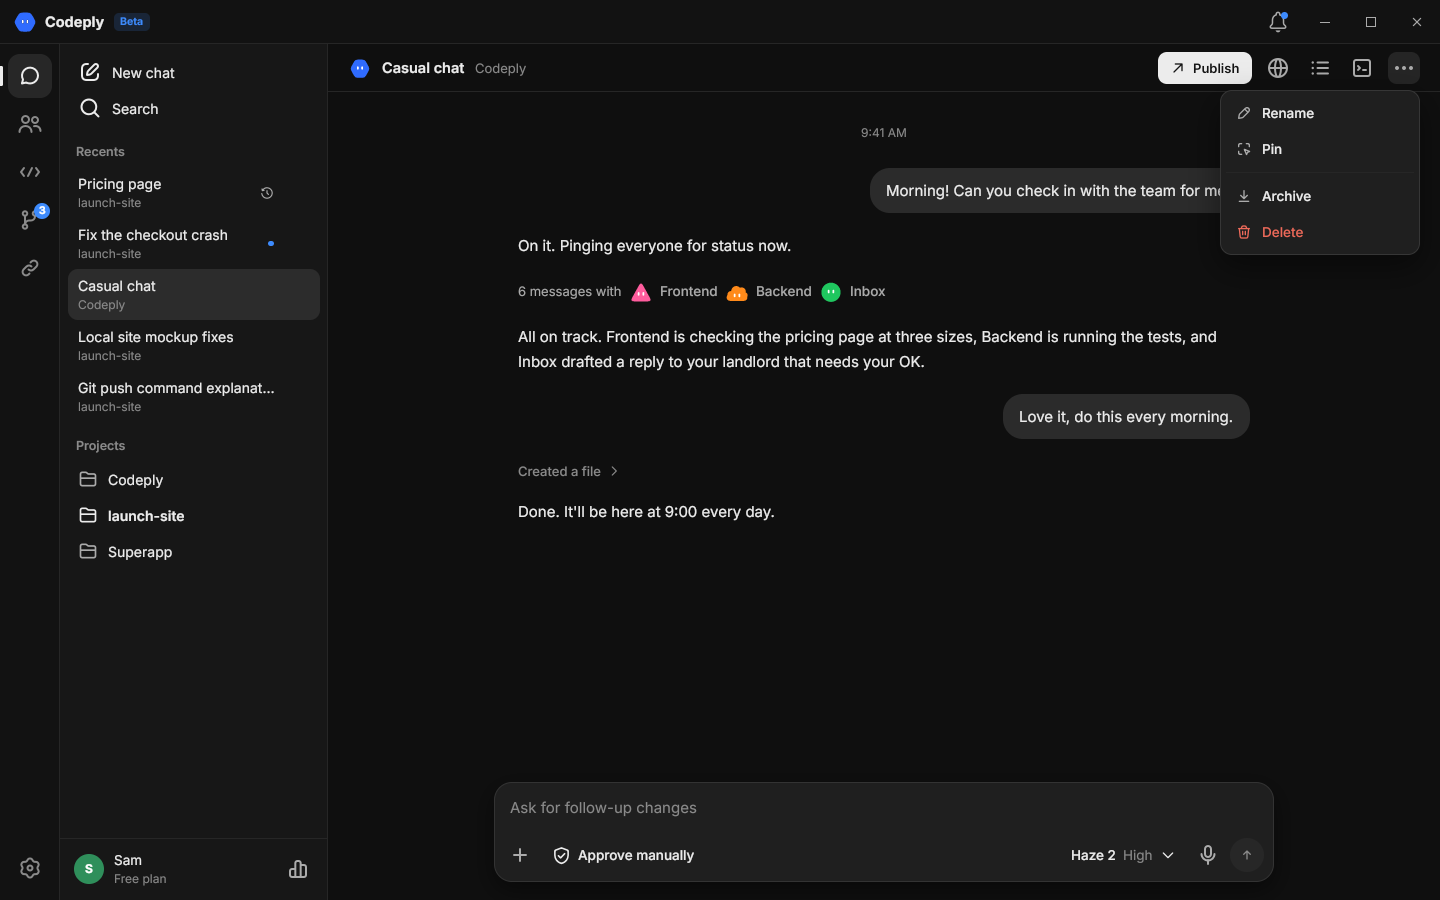 Codeply Beta
New chat
Search
Recents
Pricing page
launch-site
Fix the checkout crash
launch-site
Casual chat
Codeply
Local site mockup fixes
launch-site
Git push command explanat...
launch-site
Projects
Codeply
launch-site
Superapp
3
S
Sam
Free plan
Casual chat Codeply
Publish
Rename
Pin
Archive
Delete
9:41 AM
Morning! Can you check in with the team for
On it. Pinging everyone for status now.
6 messages with Frontend Backend Inbox
All on track. Frontend is checking the pricing page at three sizes, Backend is running the tests, and
Inbox drafted a reply to your landlord that needs your OK.
Love it, do this every morning.
Created a file
Done. It'll be here at 9:00 every day.
Ask for follow-up changes
Approve manually
Haze 2 High